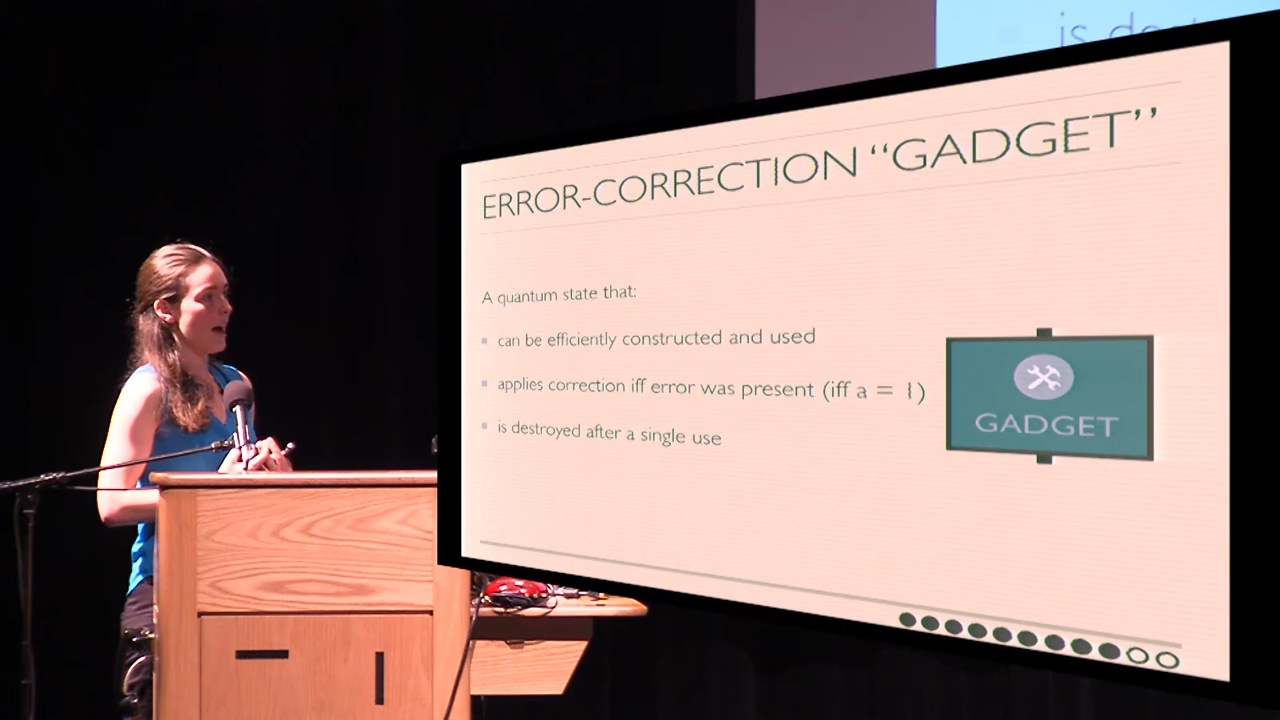 is
ERROR-CORRECTION “GADGET”
A quantum state that:
can be efficiently constructed and used
applies correction iff error was present (iff a = 1)
is destroyed after a single use
GADGET